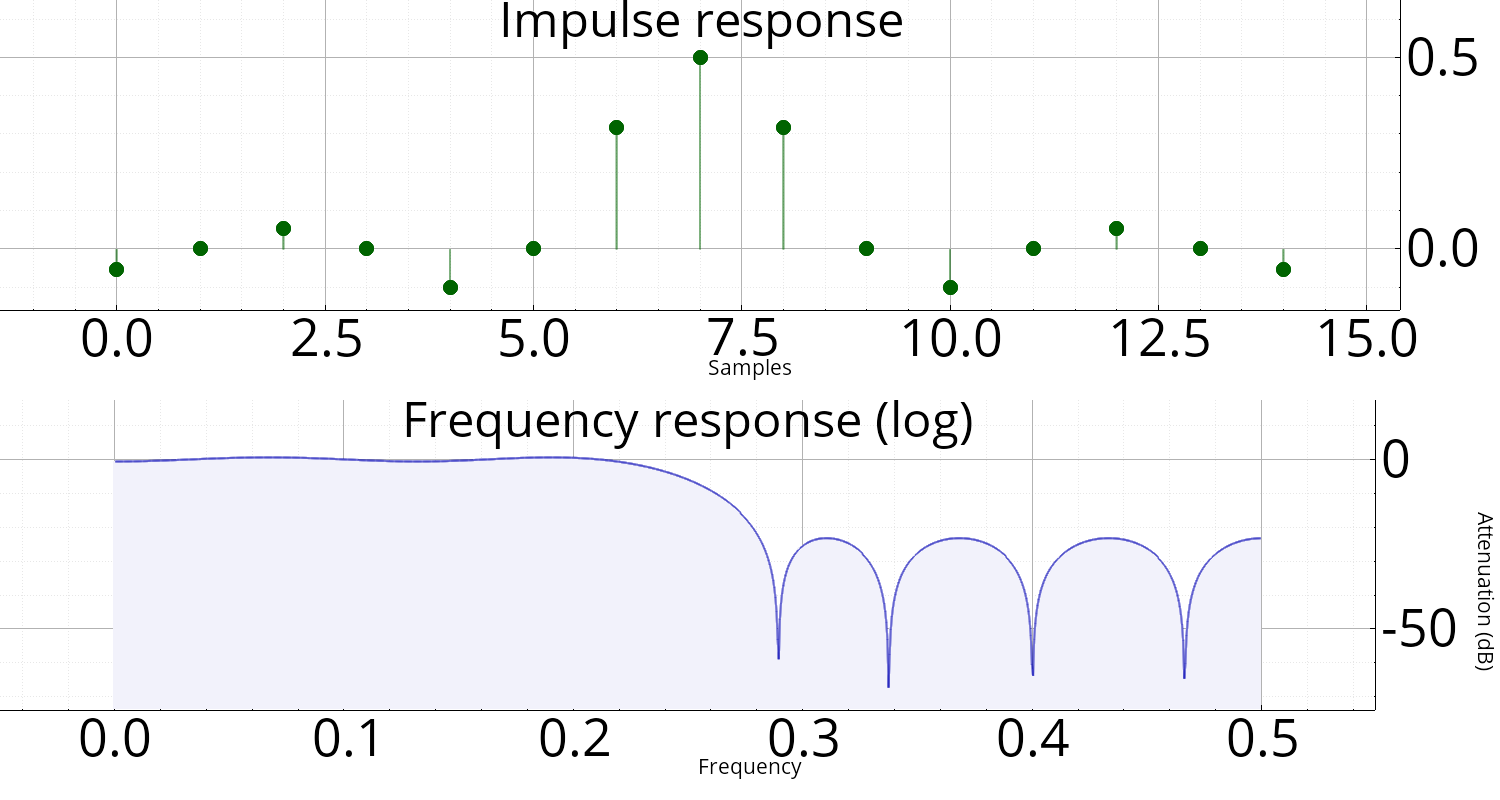 Impulse response
0.5
0.0
0.0 2.5 5.0 7.5 10.0 12.5 15.0
Samples
Frequency response (log)
0
-50
Attenuation (dB)
0.0 0.1 0.2 0.3 0.4 0.5
Frequency